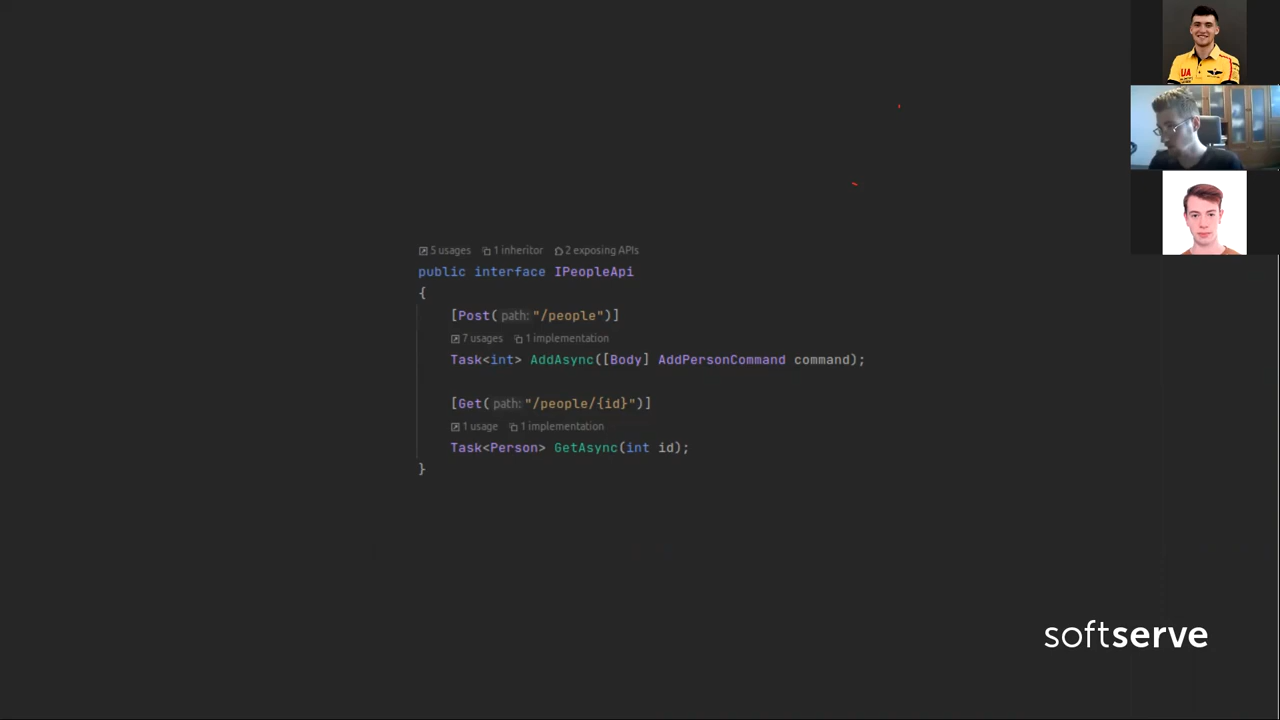 UA
5 usages 1 inheritor 2 exposing APIs
public interface IPeopleApi
{
[Post(path:"/people")]
7 usages 1 implementation
Task<int> AddAsync([Body] AddPersonCommand command);
[Get(path:"/people/{id}")]
1 usage 1 implementation
Task<Person> GetAsync(int id);
}
softserve